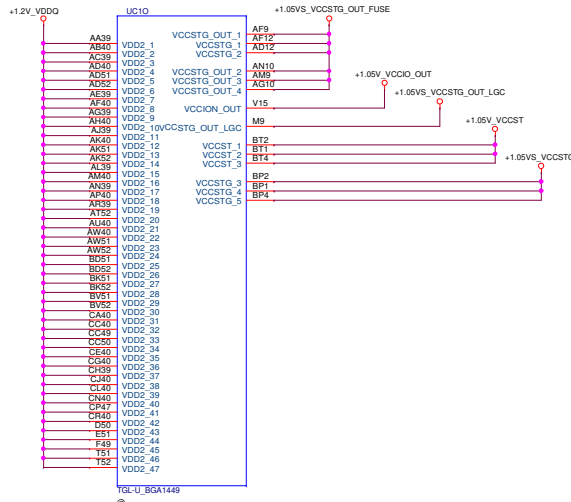 +1.2V_VDDQ
UC1O
+1.05VS_VCCSTG_OUT_FUSE
AA39 VDD2_1
AB40 VDD2_2
AC39 VDD2_3
AD40 VDD2_4
AD51 VDD2_5
AD52 VDD2_6
AE39 VDD2_7
AF40 VDD2_8
AG39 VDD2_9
AH40 VDD2_10
AJ39 VDD2_11
AK40 VDD2_12
AK51 VDD2_13
AK52 VDD2_14
AL39 VDD2_15
AM40 VDD2_16
AN39 VDD2_17
AP40 VDD2_18
AR39 VDD2_19
AT52 VDD2_20
AU40 VDD2_21
AW40 VDD2_22
AW51 VDD2_23
AW52 VDD2_24
BD51 VDD2_25
BD52 VDD2_26
BK51 VDD2_27
BK52 VDD2_28
BV51 VDD2_29
BV52 VDD2_30
CA40 VDD2_31
CC40 VDD2_32
CC49 VDD2_33
CC50 VDD2_34
CE40 VDD2_35
CG40 VDD2_36
CH39 VDD2_37
CJ40 VDD2_38
CL40 VDD2_39
CN40 VDD2_40
CP47 VDD2_41
CR40 VDD2_42
D50 VDD2_43
E51 VDD2_44
F49 VDD2_45
T51 VDD2_46
T52 VDD2_47
VCCSTG_OUT_1 AF9
VCCSTG_1 AF12
VCCSTG_2 AD12
VCCSTG_OUT_2 AN10
VCCSTG_OUT_3 AM9
VCCSTG_OUT_4 AG10
+1.05V_VCCIO_OUT
VCCION_OUT V15
+1.05VS_VCCSTG_OUT_LGC
VCCSTG_OUT_LGC M9
+1.05V_VCCST
VCCST_1 BT2
VCCST_2 BT1
VCCST_3 BT4
+1.05VS_VCCSTG
VCCSTG_3 BP2
VCCSTG_4 BP1
VCCSTG_5 BP4
TGL-U_BGA1449
@